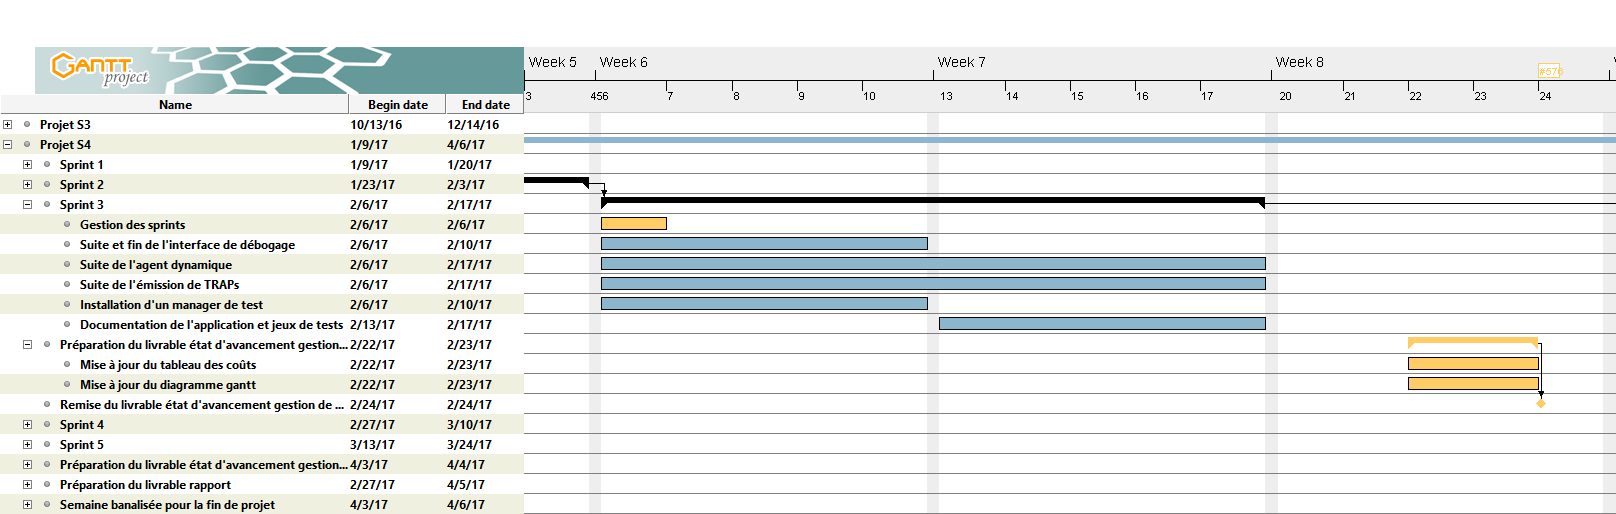 GANTT
project
Week 5 Week 6 Week 7 Week 8
#576
3 4 5 6 7 8 9 10 13 14 15 16 17 20 21 22 23 24
Name Begin date End date
Projet S3 10/13/16 12/14/16
Projet S4 1/9/17 4/6/17
Sprint 1 1/9/17 1/20/17
Sprint 2 1/23/17 2/3/17
Sprint 3 2/6/17 2/17/17
Gestion des sprints 2/6/17 2/6/17
Suite et fin de l'interface de débogage 2/6/17 2/10/17
Suite de l'agent dynamique 2/6/17 2/17/17
Suite de l'émission de TRAPs 2/6/17 2/17/17
Installation d'un manager de test 2/6/17 2/10/17
Documentation de l'application et jeux de tests 2/13/17 2/17/17
Préparation du livrable état d'avancement gestion... 2/22/17 2/23/17
Mise à jour du tableau des coûts 2/22/17 2/23/17
Mise à jour du diagramme gantt 2/22/17 2/23/17
Remise du livrable état d'avancement gestion de ... 2/24/17 2/24/17
Sprint 4 2/27/17 3/10/17
Sprint 5 3/13/17 3/24/17
Préparation du livrable état d'avancement gestion... 4/3/17 4/4/17
Préparation du livrable rapport 2/27/17 4/5/17
Semaine banalisée pour la fin de projet 4/3/17 4/6/17